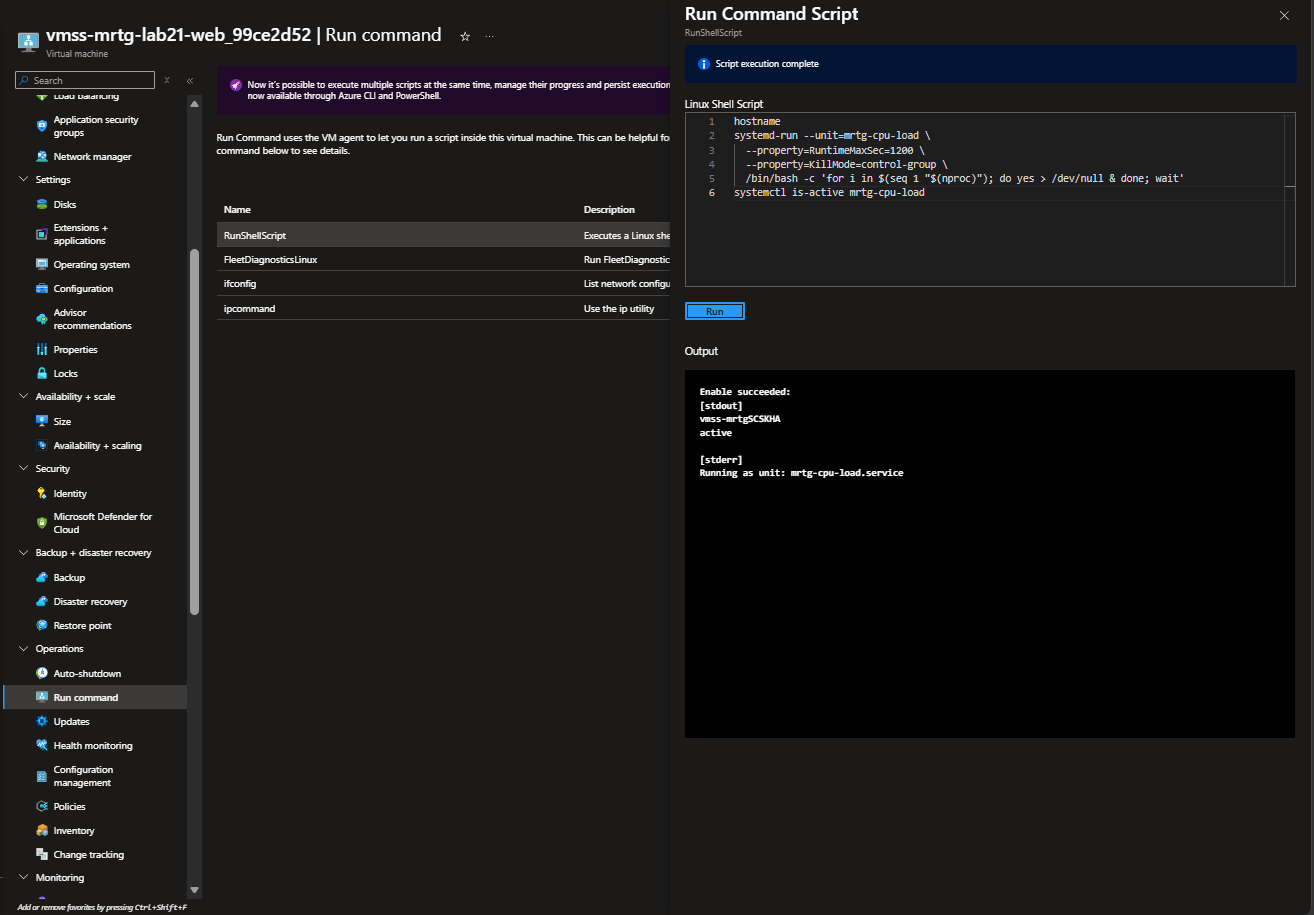 vmss-mrtg-lab21-web_99ce2d52 | Run command
Virtual machine
Search
Load balancing
Application security
groups
Network manager
Settings
Disks
Extensions +
applications
Operating system
Configuration
Advisor
recommendations
Properties
Locks
Availability + scale
Size
Availability + scaling
Security
Identity
Microsoft Defender for
Cloud
Backup + disaster recovery
Backup
Disaster recovery
Restore point
Operations
Auto-shutdown
Run command
Updates
Health monitoring
Configuration
management
Policies
Inventory
Change tracking
Monitoring
Add or remove favorites by pressing Ctrl+Shift+F
Now it's possible to execute multiple scripts at the same time, manage their progress and persist execution
now available through Azure CLI and PowerShell.
Run Command uses the VM agent to let you run a script inside this virtual machine. This can be helpful fo
command below to see details.
Name Description
RunShellScript Executes a Linux she
FleetDiagnosticsLinux Run FleetDiagnostic
ifconfig List network configu
ipcommand Use the ip utility
Run Command Script
RunShellScript
Script execution complete
Linux Shell Script
1 hostname
2 systemd-run --unit=mrtg-cpu-load \
3 --property=RuntimeMaxSec=1200 \
4 --property=KillMode=control-group \
5 /bin/bash -c 'for i in $(seq 1 "$(nproc)"); do yes > /dev/null & done; wait'
6 systemctl is-active mrtg-cpu-load
Run
Output
Enable succeeded:
[stdout]
vmss-mrtgSCSKHA
active
[stderr]
Running as unit: mrtg-cpu-load.service